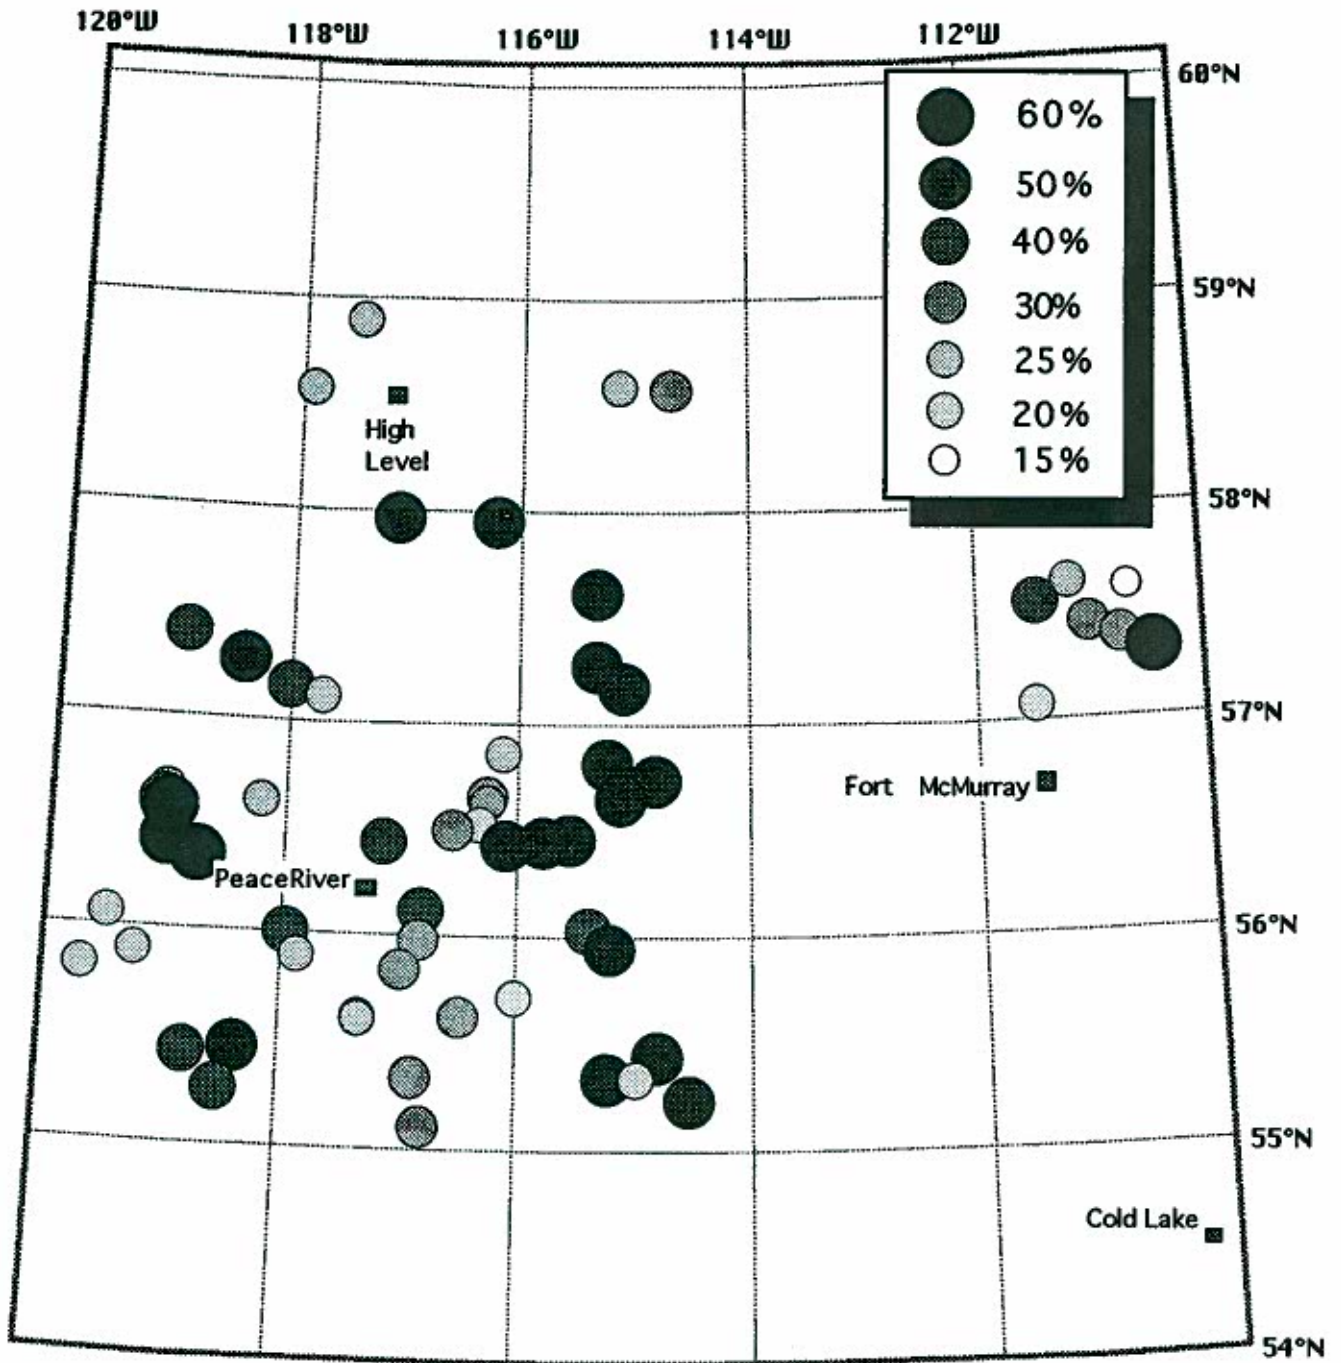 120°W
118°W
116°W
114°W
112°W
60°N
60%
50%
40%
59°N
30%
25%
20%
15%
High
Level
58°N
57°N
Fort McMurray
PeaceRiver
56°N
55°N
Cold Lake
54°N